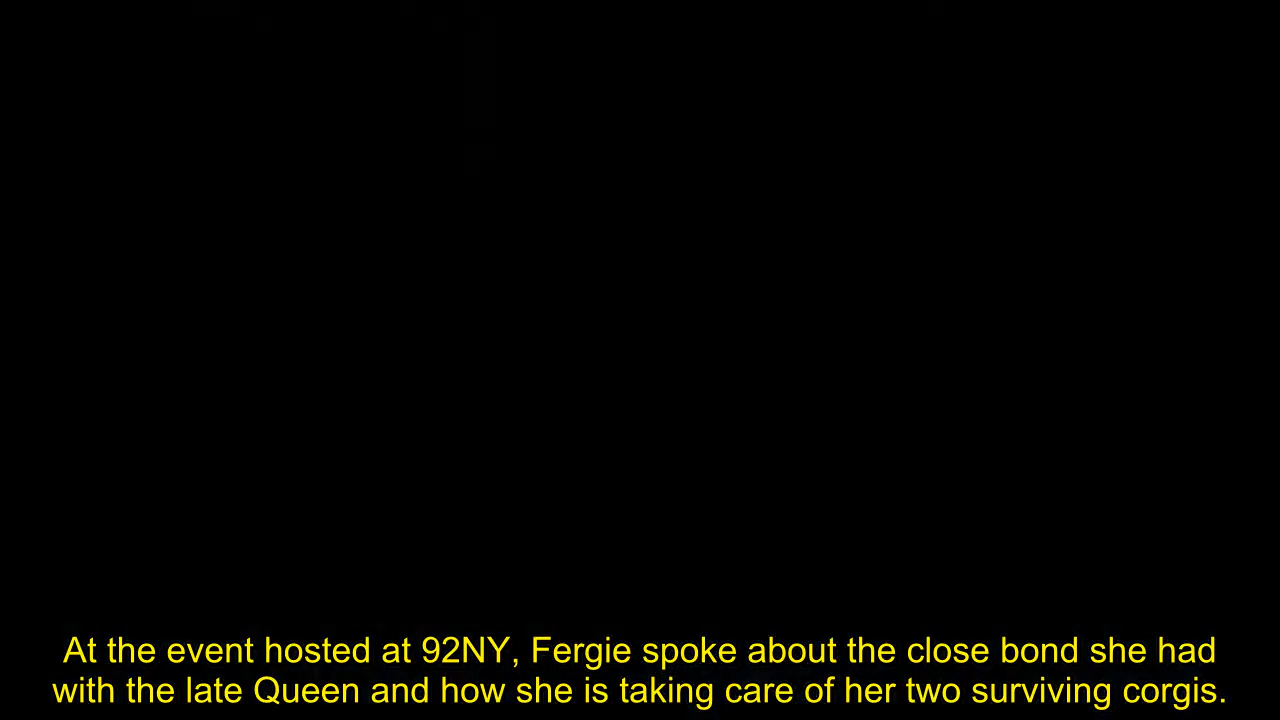 At the event hosted at 92NY, Fergie spoke about the close bond she had
with the late Queen and how she is taking care of her two surviving corgis.